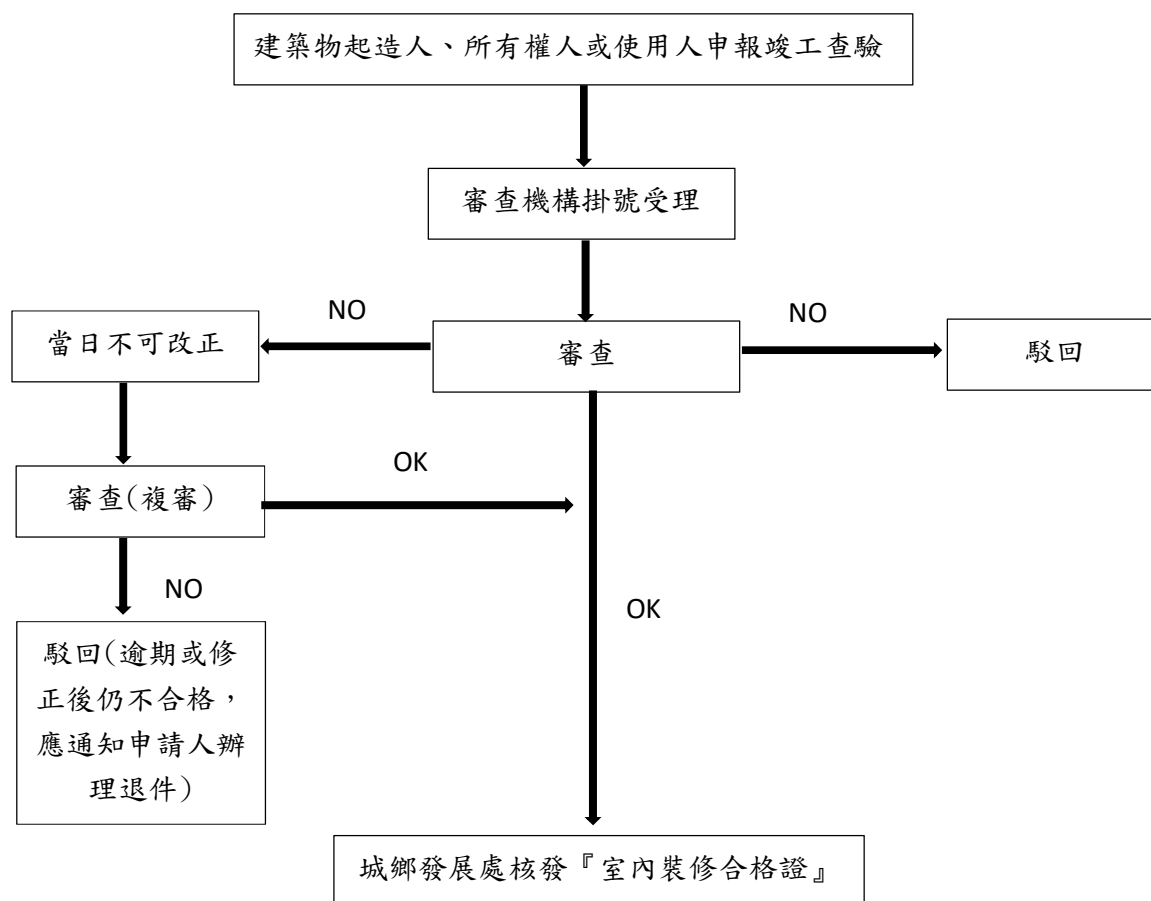 建築物起造人、所有權人或使用人申報竣工查驗
審查機構掛號受理
NO
NO
當日不可改正
審查
駁回
OK
審查(複審)
NO
OK
駁回(逾期或修
正後仍不合格，
應通知申請人辦
理退件)
城鄉發展處核發『室內裝修合格證』